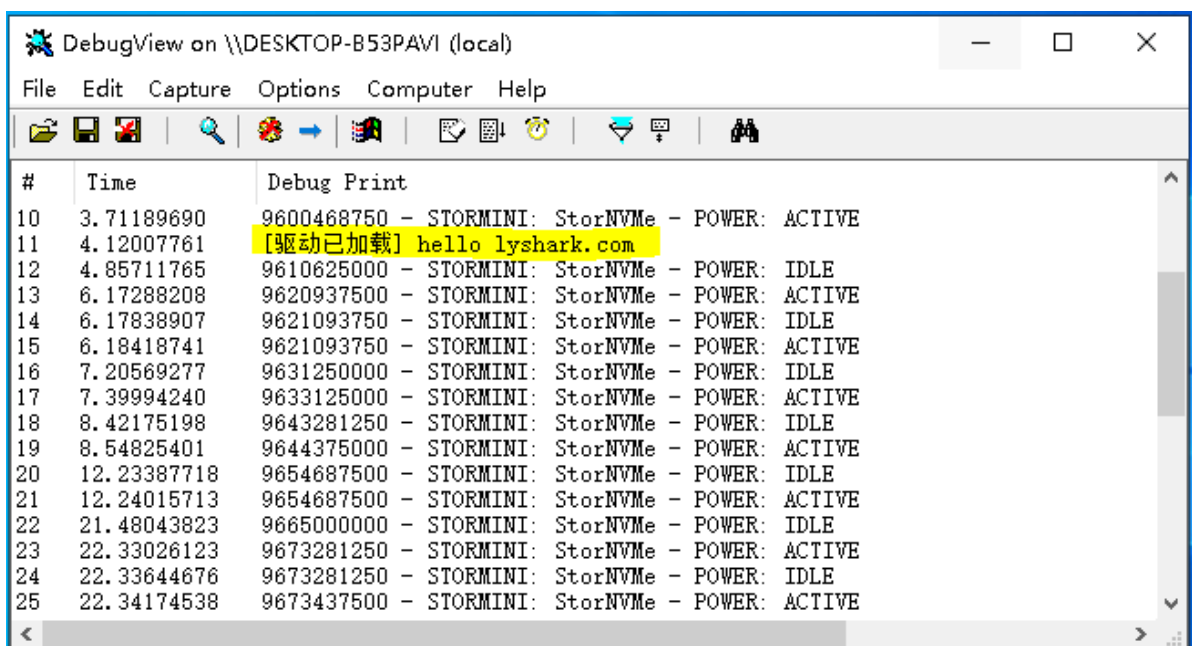 DebugView on \\DESKTOP-B53PAVI (local)
File Edit Capture Options Computer Help
# Time Debug Print
10 3.71189690 9600468750 - STORMINI: StorNVMe - POWER: ACTIVE
11 4.12007761 [驱动已加载] hello lyshark.com
12 4.85711765 9610625000 - STORMINI: StorNVMe - POWER: IDLE
13 6.17288208 9620937500 - STORMINI: StorNVMe - POWER: ACTIVE
14 6.17838907 9621093750 - STORMINI: StorNVMe - POWER: IDLE
15 6.18418741 9621093750 - STORMINI: StorNVMe - POWER: ACTIVE
16 7.20569277 9631250000 - STORMINI: StorNVMe - POWER: IDLE
17 7.39994240 9633125000 - STORMINI: StorNVMe - POWER: ACTIVE
18 8.42175198 9643281250 - STORMINI: StorNVMe - POWER: IDLE
19 8.54825401 9644375000 - STORMINI: StorNVMe - POWER: ACTIVE
20 12.23387718 9654687500 - STORMINI: StorNVMe - POWER: IDLE
21 12.24015713 9654687500 - STORMINI: StorNVMe - POWER: ACTIVE
22 21.48043823 9665000000 - STORMINI: StorNVMe - POWER: IDLE
23 22.33026123 9673281250 - STORMINI: StorNVMe - POWER: ACTIVE
24 22.33644676 9673281250 - STORMINI: StorNVMe - POWER: IDLE
25 22.34174538 9673437500 - STORMINI: StorNVMe - POWER: ACTIVE